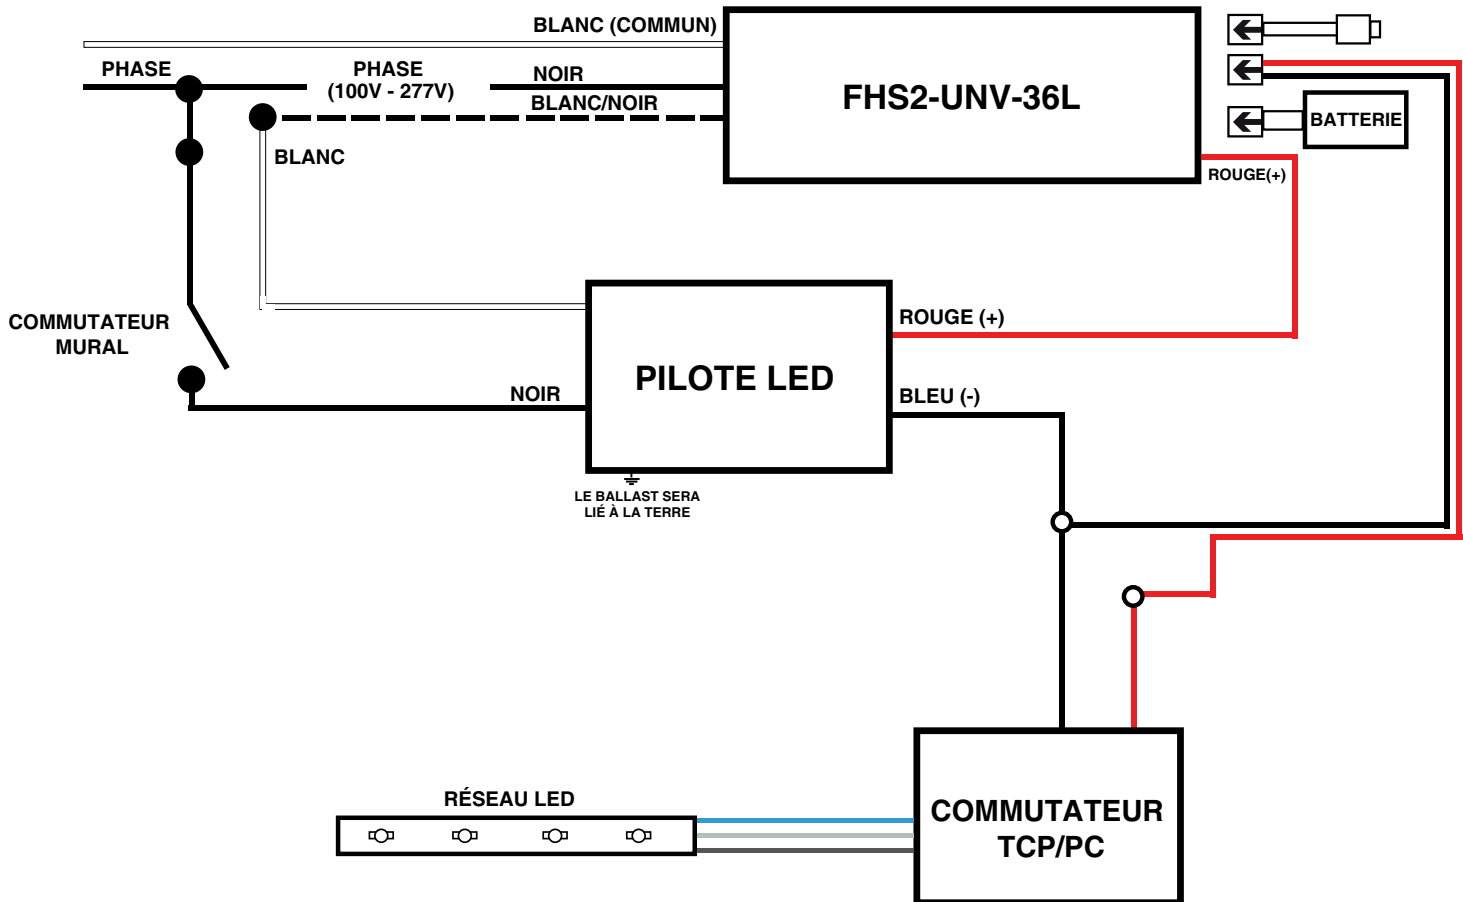 BLANC (COMMUN)
PHASE
PHASE
(100V - 277V)
NOIR
BLANC/NOIR
FHS2-UNV-36L
BATTERIE
BLANC
ROUGE(+)
COMMUTATEUR
MURAL
ROUGE (+)
PILOTE LED
NOIR
BLEU (-)
LE BALLAST SERA
LIÉ À LA TERRE
RÉSEAU LED
COMMUTATEUR
TCP/PC